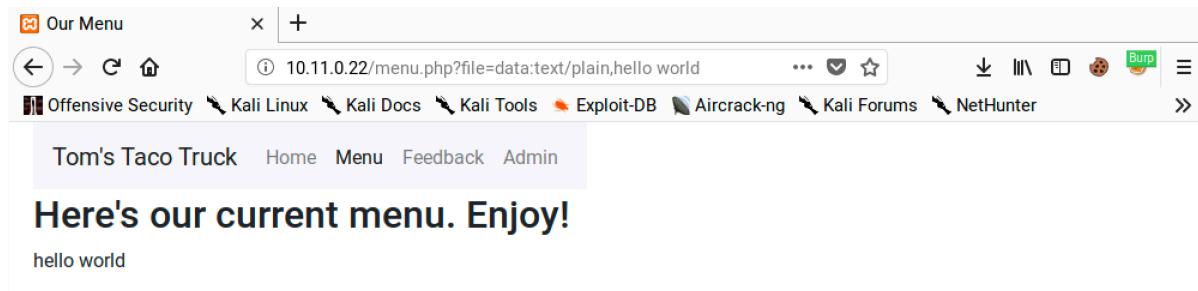 Our Menu
10.11.0.22/menu.php?file=data:text/plain,hello world
Burp
Offensive Security Kali Linux Kali Docs Kali Tools Exploit-DB Aircrack-ng Kali Forums NetHunter
Tom's Taco Truck Home Menu Feedback Admin
Here's our current menu. Enjoy!
hello world